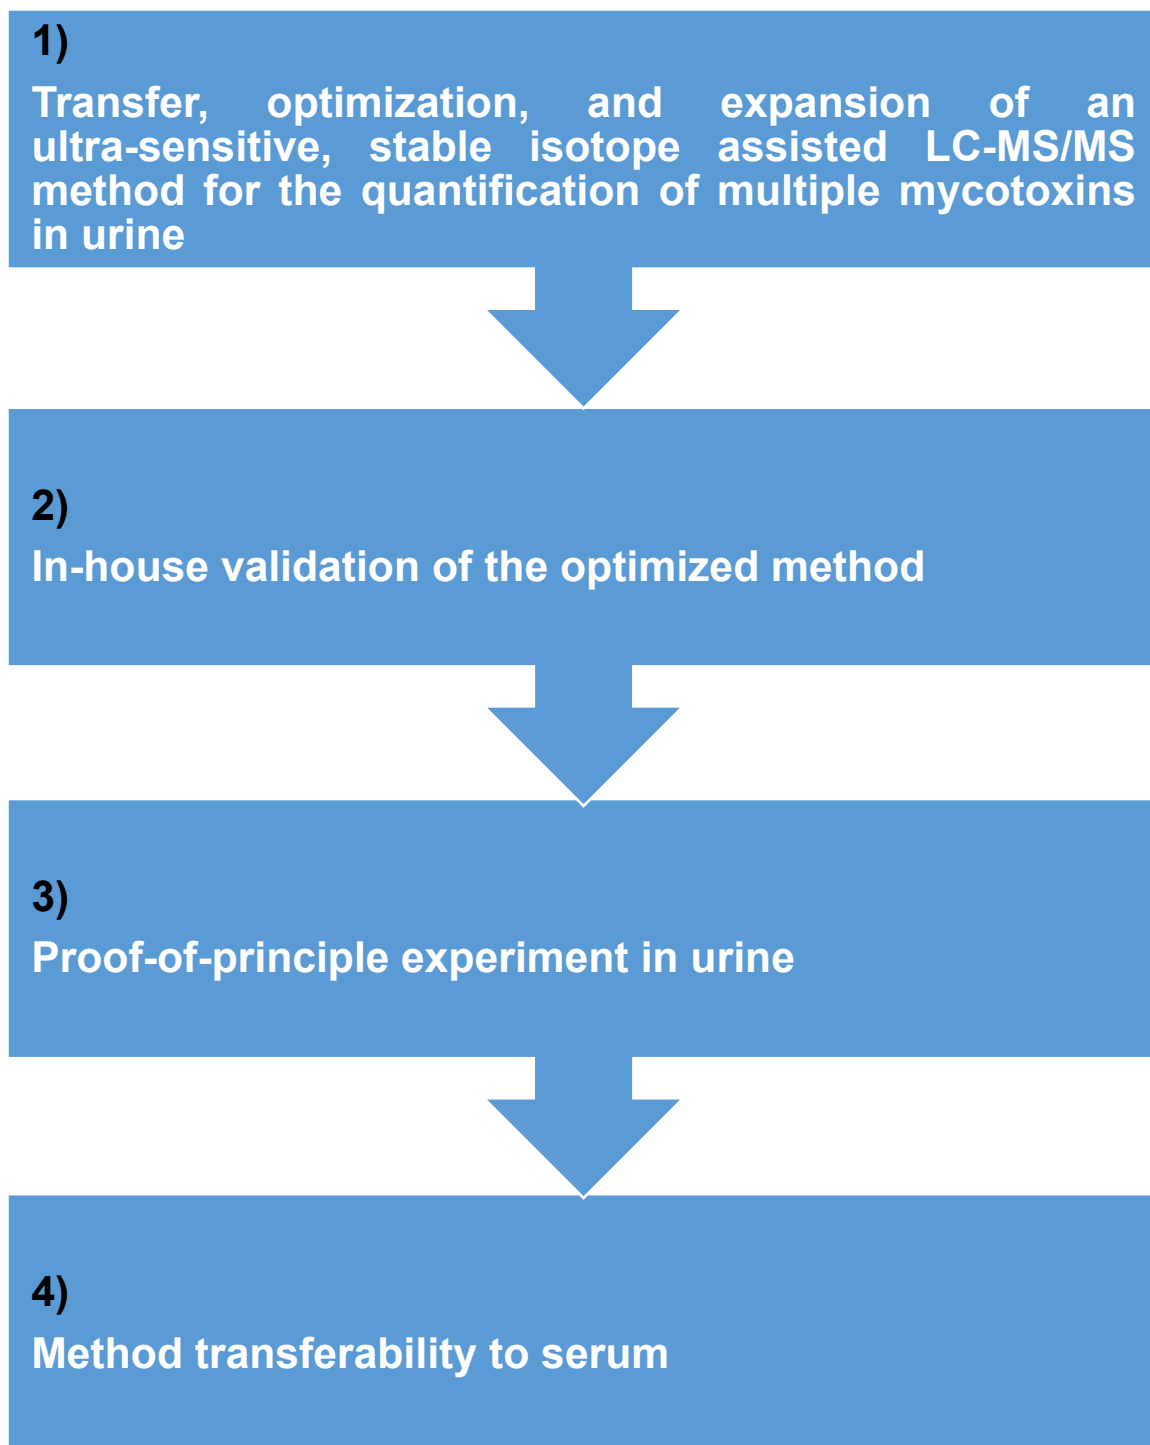 1)
Transfer, optimization, and expansion of an
ultra-sensitive, stable isotope assisted LC-MS/MS
method for the quantification of multiple mycotoxins
in urine
2)
In-house validation of the optimized method
3)
Proof-of-principle experiment in urine
4)
Method transferability to serum